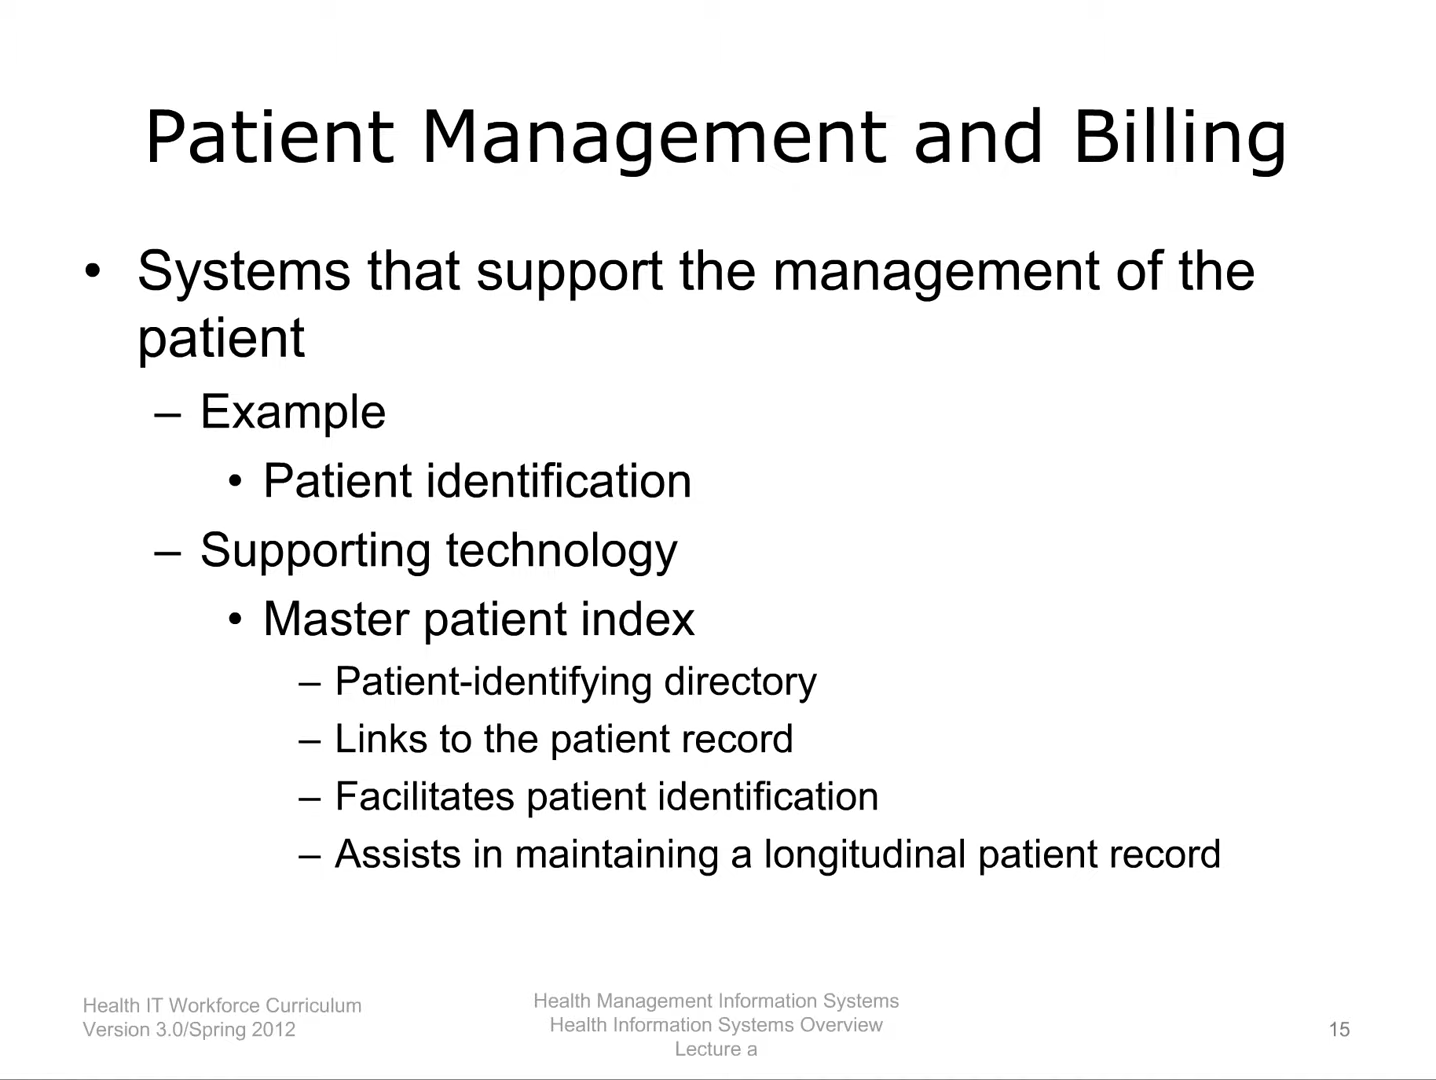 Patient Management and Billing
• Systems that support the management of the
patient
– Example
• Patient identification
– Supporting technology
• Master patient index
– Patient-identifying directory
– Links to the patient record
– Facilitates patient identification
– Assists in maintaining a longitudinal patient record
Health IT Workforce Curriculum
Version 3.0/Spring 2012
Health Management Information Systems
Health Information Systems Overview
Lecture a
15